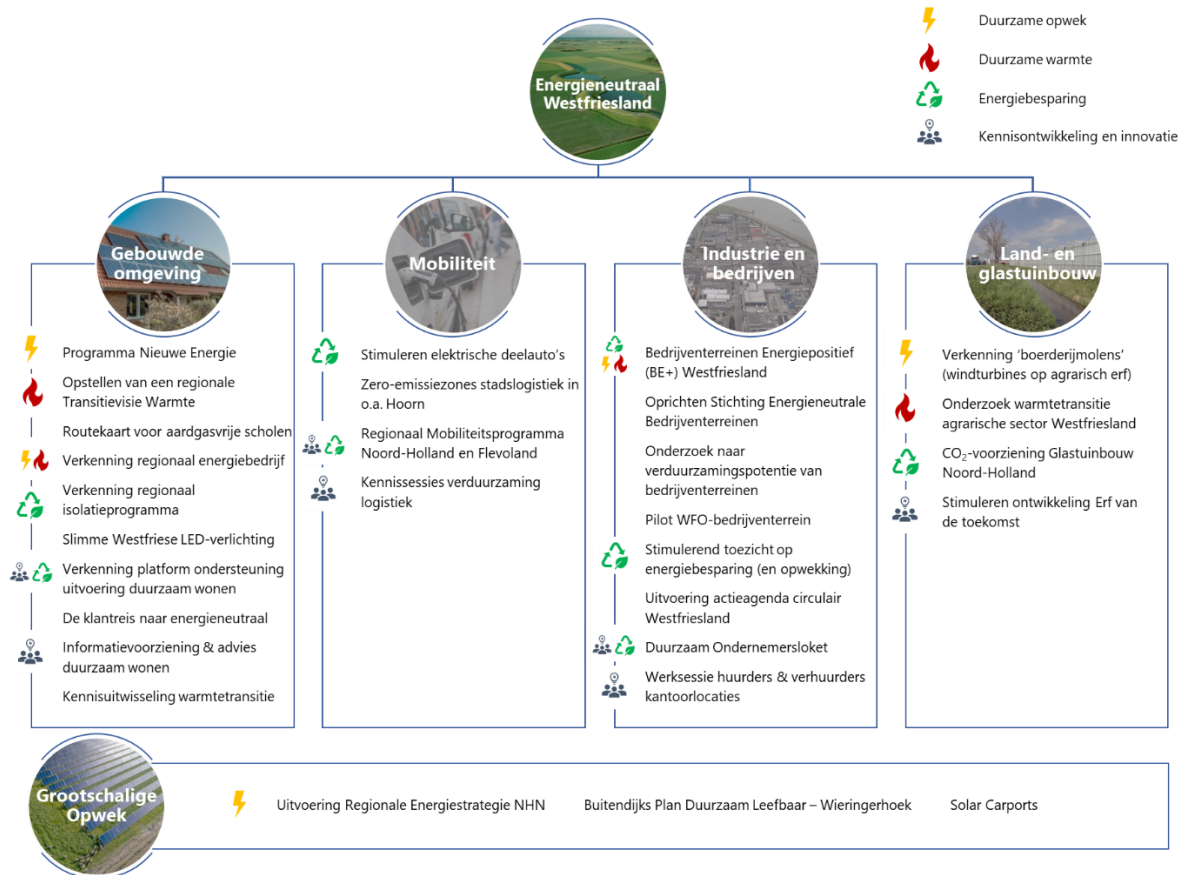 Duurzame opwek
Duurzame warmte
Energiebesparing
Kennisontwikkeling en innovatie
Energieneutraal
Westfriesland
Gebouwde
omgeving
Programma Nieuwe Energie
Opstellen van een regionale
Transitievisie Warmte
Routekaart voor aardgasvrije scholen
Verkenning regionaal energiebedrijf
Verkenning regionaal
isolatieprogramma
Slimme Westfriese LED-verlichting
Verkenning platform ondersteuning
uitvoering duurzaam wonen
De klantreis naar energieneutraal
Informatievoorziening & advies
duurzaam wonen
Kennisuitwisseling warmtetransitie
Mobiliteit
Stimuleren elektrische deelauto’s
Zero-emissiezones stadslogistiek in
o.a. Hoorn
Regionaal Mobiliteitsprogramma
Noord-Holland en Flevoland
Kennissessies verduurzaming
logistiek
Industrie en
bedrijven
Bedrijventerreinen Energiepositief
(BE+) Westfriesland
Oprichten Stichting Energieneutrale
Bedrijventerreinen
Onderzoek naar
verduurzamingspotentie van
bedrijventerreinen
Pilot WFO-bedrijventerrein
Stimulerend toezicht op
energiebesparing (en opwekking)
Uitvoering actieagenda circulair
Westfriesland
Duurzaam Ondernemersloket
Werksessie huurders & verhuurders
kantoorlocaties
Land- en
glastuinbouw
Verkenning ‘boerderijmolens’
(windturbines op agrarisch erf)
Onderzoek warmtetransitie
agrarische sector Westfriesland
CO₂-voorziening Glastuinbouw
Noord-Holland
Stimuleren ontwikkeling Erf van
de toekomst
Grootschalige
Opwek
Uitvoering Regionale Energiestrategie NHN
Buitendijks Plan Duurzaam Leefbaar – Wieringerhoek
Solar Carports